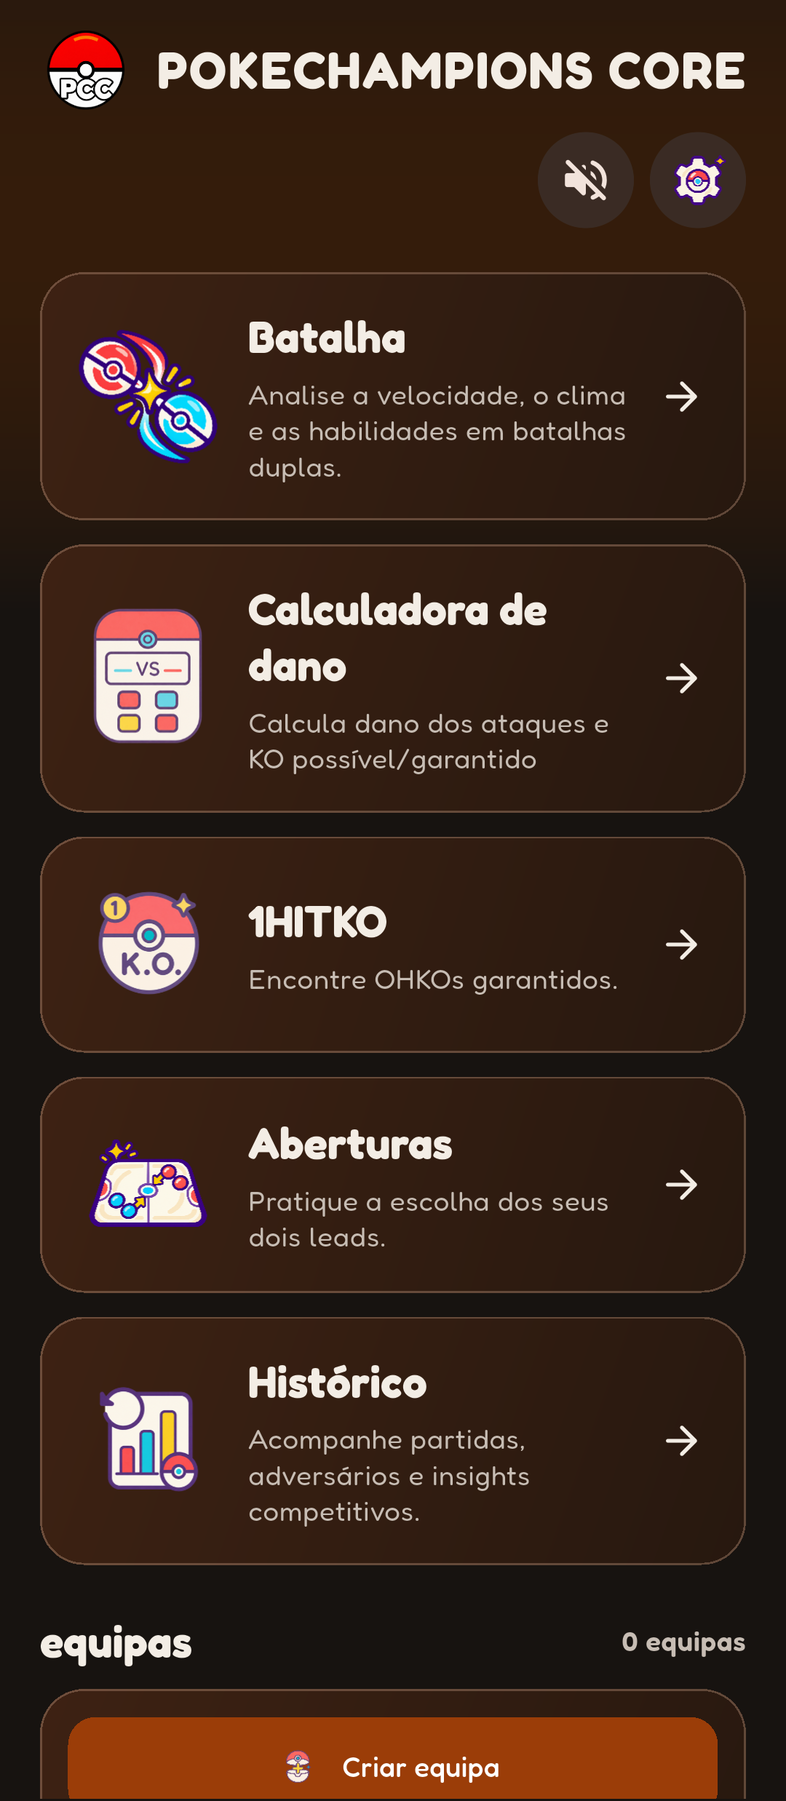 PCC
POKECHAMPIONS CORE
Batalha
Analise a velocidade, o clima
e as habilidades em batalhas
duplas.
VS
Calculadora de
dano
Calcula dano dos ataques e
KO possível/garantido
1
K.O.
1HITKO
Encontre OHKOs garantidos.
Aberturas
Pratique a escolha dos seus
dois leads.
Histórico
Acompanhe partidas,
adversários e insights
competitivos.
equipas
0 equipas
Criar equipa